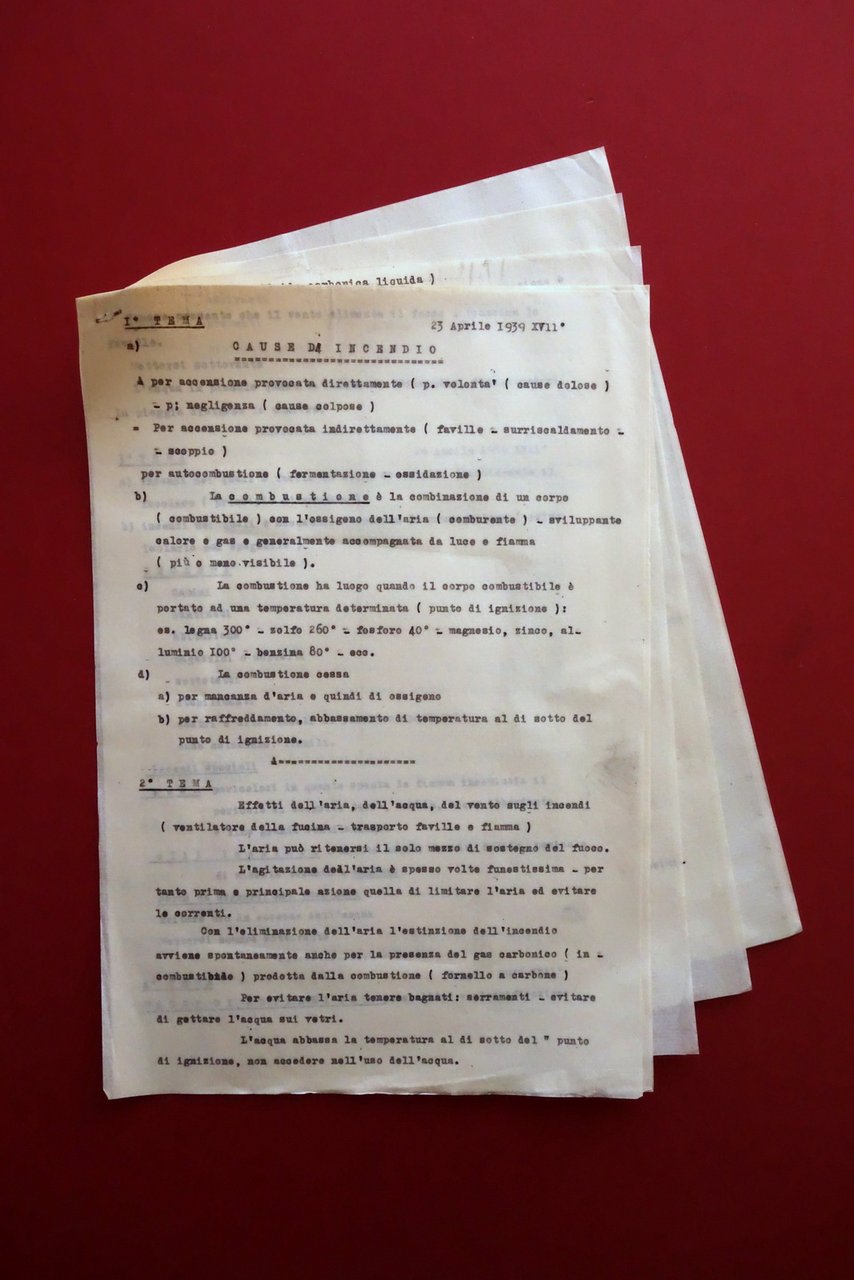 carbonica liquida )
1° TEMA 23 Aprile 1939 XVII°
a) CAUSE DI INCENDIO
A per accensione provocata direttamente ( p. volonta' ( cause dolose )
- p; negligenza ( cause colpose )
= Per accensione provocata indirettamente ( faville - surriscaldamento -
- scoppio )
per autocombustione ( fermentazione - ossidazione )
b) La combustione è la combinazione di un corpo
( combustibile ) con l'ossigeno dell'aria ( comburente ) - sviluppante
calore e gas e generalmente accompagnata da luce e fiamma
( più o meno visibile ).
c) La combustione ha luogo quando il corpo combustibile è
portato ad una temperatura determinata ( punto di ignizione ):
es. legna 300° - zolfo 260° - fosforo 40° - magnesio, zinco, al-
luminio 100° - benzina 80° - ecc.
d) La combustione cessa
a) per mancanza d'aria e quindi di ossigeno
b) per raffreddamento, abbassamento di temperatura al di sotto del
punto di ignizione.
2° TEMA
Effetti dell'aria, dell'acqua, del vento sugli incendi
( ventilatore della fucina - trasporto faville e fiamma )
L'aria può ritenersi il solo mezzo di sostegno del fuoco.
L'agitazione dell'aria è spesso volte funestissima - per
tanto prima e principale azione quella di limitare l'aria ed evitare
le correnti.
Con l'eliminazione dell'aria l'estinzione dell'incendio
avviene spontaneamente anche per la presenza del gas carbonico ( in -
combustibile ) prodotta dalla combustione ( fornello a carbone )
Per evitare l'aria tenere bagnati: serramenti - evitare
di gettare l'acqua sui vetri.
L'acqua abbassa la temperatura al di sotto del " punto
di ignizione, non accedere nell'uso dell'acqua.